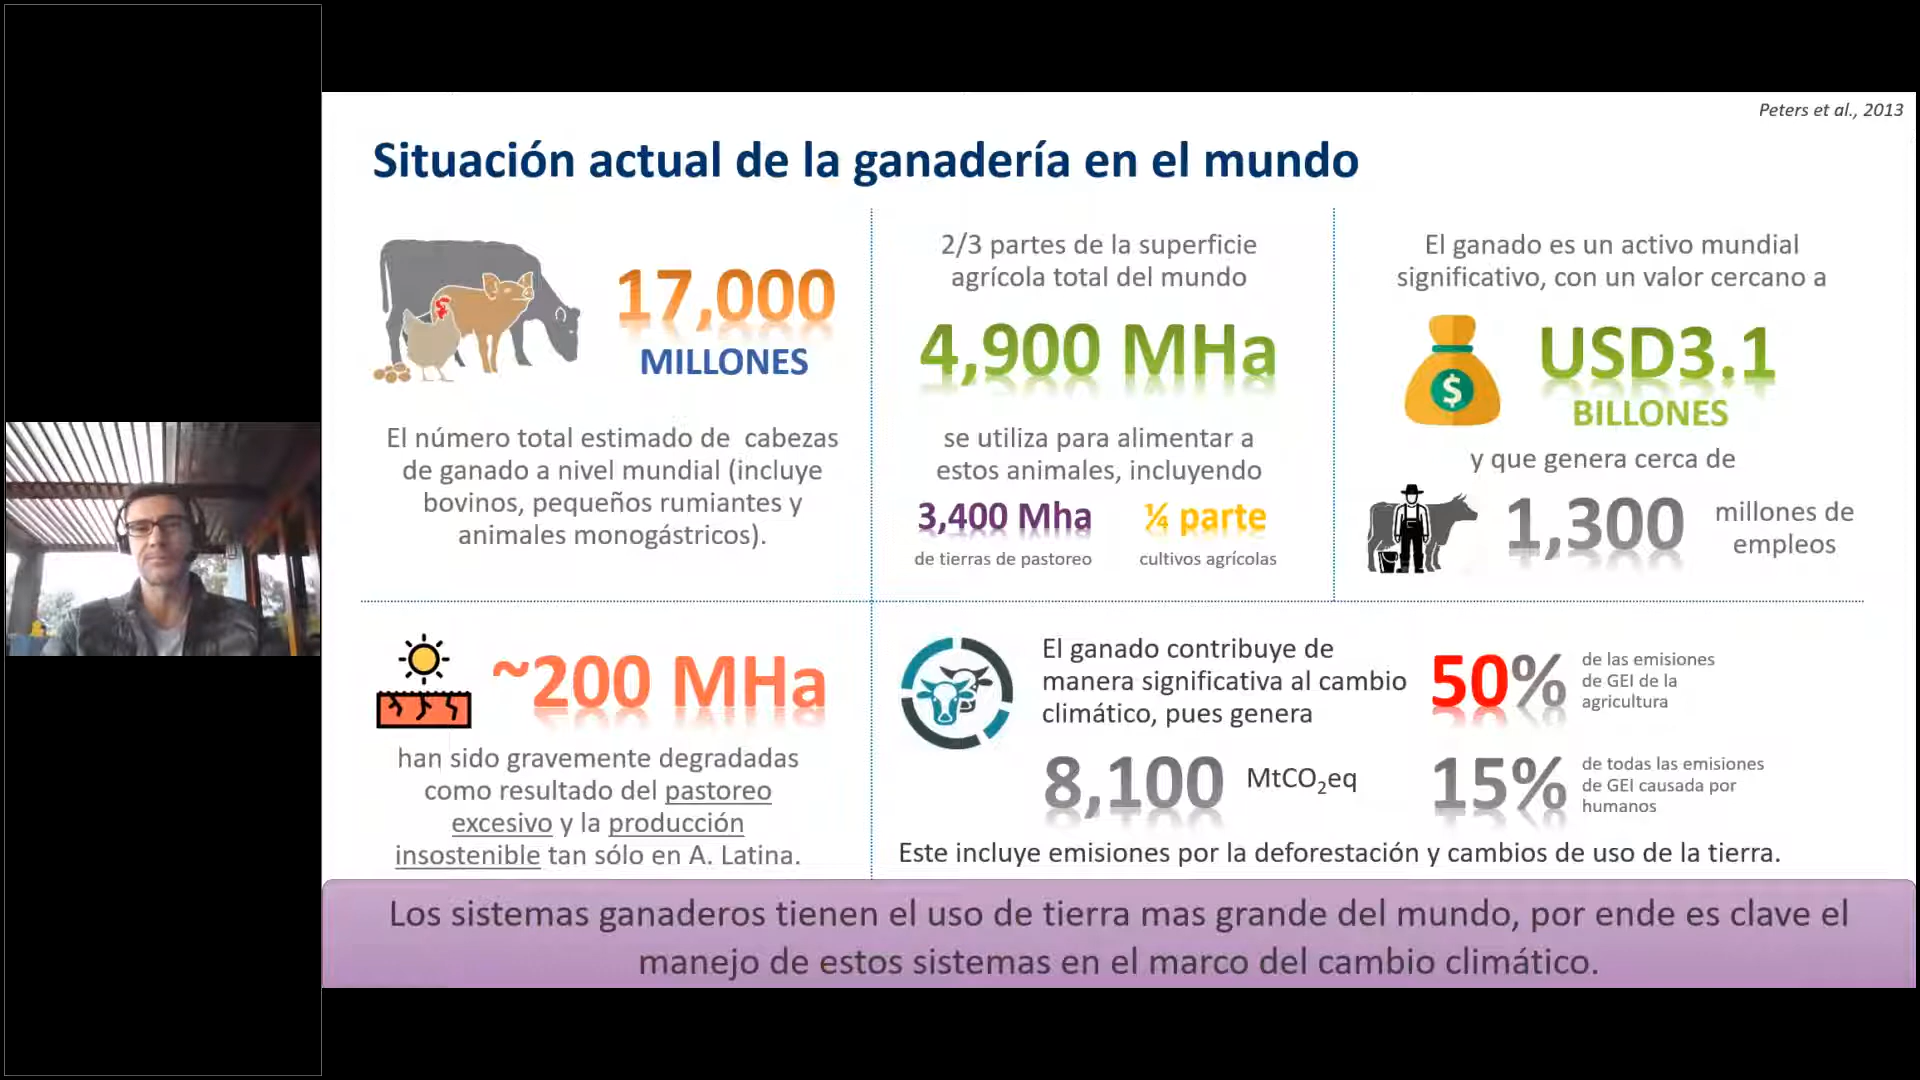 Peters et al., 2013
Situación actual de la ganadería en el mundo
17,000
MILLONES
El número total estimado de cabezas
de ganado a nivel mundial (incluye
bovinos, pequeños rumiantes y
animales monogástricos).
2/3 partes de la superficie
agrícola total del mundo
4,900 MHa
se utiliza para alimentar a
estos animales, incluyendo
3,400 Mha
de tierras de pastoreo
¼ parte
cultivos agrícolas
El ganado es un activo mundial
significativo, con un valor cercano a
$
USD3.1
BILLONES
y que genera cerca de
1,300
millones de
empleos
~200 MHa
han sido gravemente degradadas
como resultado del pastoreo
excesivo y la producción
insostenible tan sólo en A. Latina.
El ganado contribuye de
manera significativa al cambio
climático, pues genera
8,100 MtCO₂eq
50%
de las emisiones
de GEI de la
agricultura
15%
de todas las emisiones
de GEI causada por
humanos
Este incluye emisiones por la deforestación y cambios de uso de la tierra.
Los sistemas ganaderos tienen el uso de tierra mas grande del mundo, por ende es clave el
manejo de estos sistemas en el marco del cambio climático.